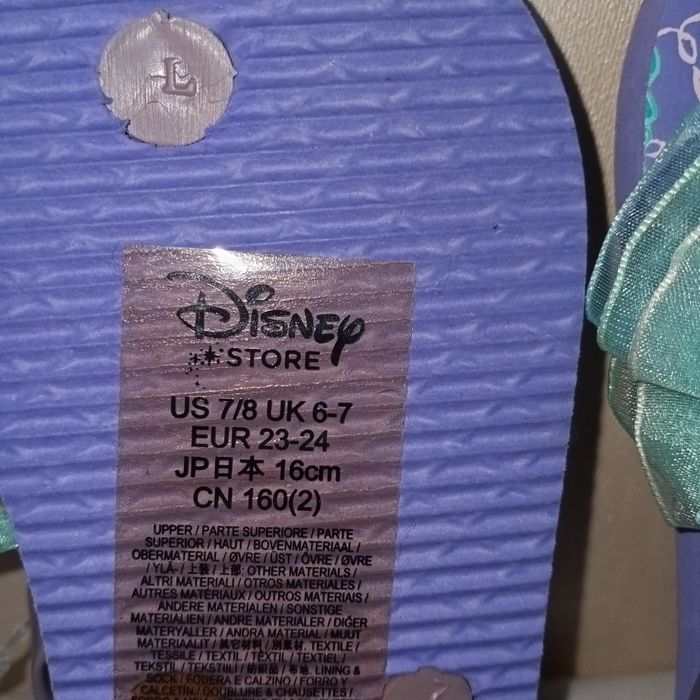 L
Disney
STORE
US 7/8 UK 6-7
EUR 23-24
JP日本 16cm
CN 160(2)
UPPER / PARTE SUPERIORE / PARTE
SUPERIOR / HAUT / BOVENMATERIAAL /
OBERMATERIAL / ØVRE / ÜST / ÖVRE / ØVRE
/ YLÄ- / 上装 / 上部: OTHER MATERIALS /
ALTRI MATERIALI / OTROS MATERIALES /
AUTRES MATÉRIAUX / OUTROS MATERIAIS /
ANDERE MATERIALEN / SONSTIGE
MATERIALIEN / ANDRE MATERIALER / DIĞER
MATERYALLER / ANDRA MATERIAL / MUUT
MATERIAALIT / 其它材料 / 別素材. TEXTILE /
TESSILE / TEXTIL / TÊXTIL / TEXTIEL /
TEKSTIL / TEKSTIILI / 纺织品 / 布地. LINING &
SOCK / FODERA E CALZINO / FORRO Y
CALCETÍN / DOUBLURE & CHAUSSETTES /